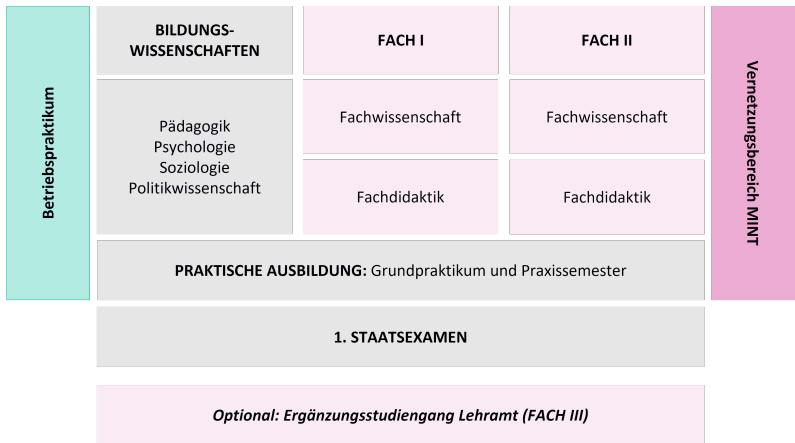 Betriebspraktikum
BILDUNGS-
WISSENSCHAFTEN
FACH I
FACH II
Pädagogik
Psychologie
Soziologie
Politikwissenschaft
Fachwissenschaft
Fachwissenschaft
Fachdidaktik
Fachdidaktik
Vernetzungsbereich MINT
PRAKTISCHE AUSBILDUNG: Grundpraktikum und Praxissemester
1. STAATSEXAMEN
Optional: Ergänzungsstudiengang Lehramt (FACH III)